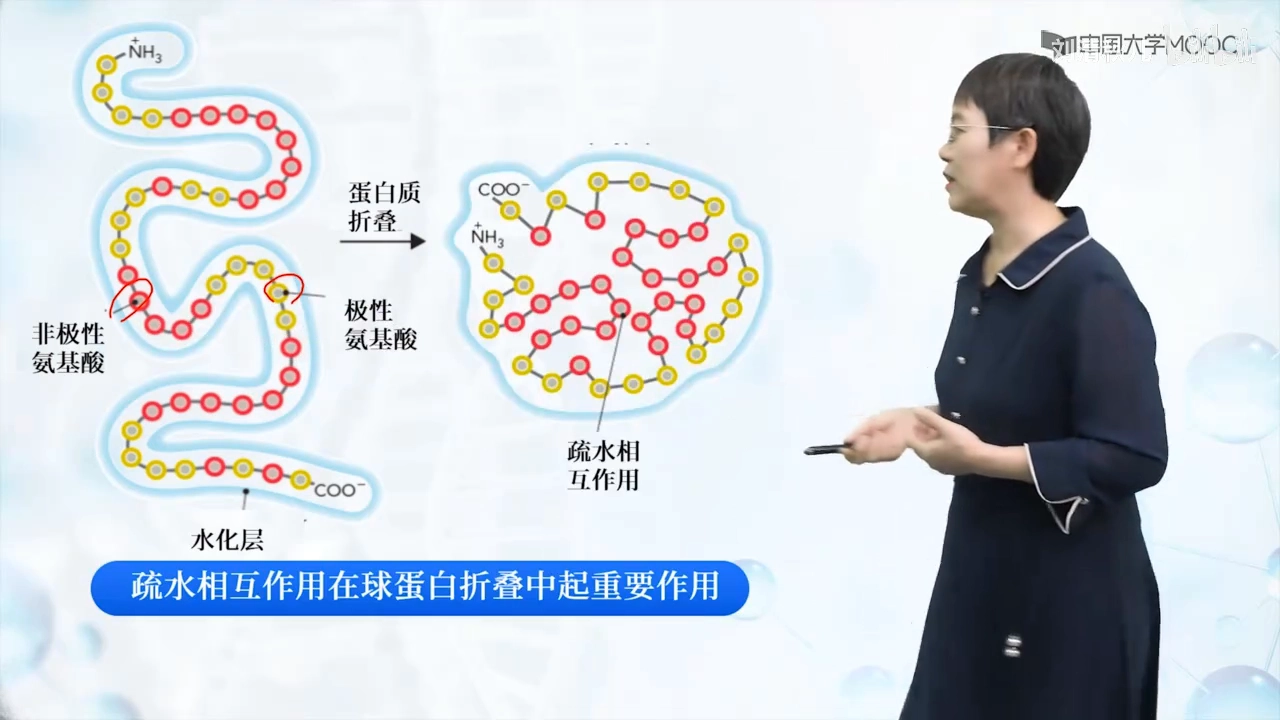 NH₃⁺
蛋白质
折叠
COO⁻
NH₃⁺
非极性
氨基酸
极性
氨基酸
疏水相
互作用
COO⁻
水化层
疏水相互作用在球蛋白折叠中起重要作用
中国大学MOOC